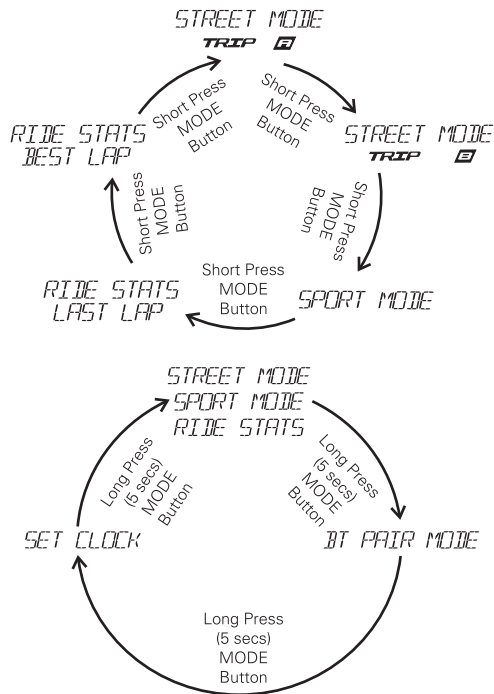 STREET MODE
TRIP A
Short Press
MODE
Button
Short Press
MODE
Button
RIDE STATS
BEST LAP
STREET MODE
TRIP B
Short Press
MODE
Button
Short Press
MODE
Button
Short Press
MODE
Button
RIDE STATS
LAST LAP
SPORT MODE
STREET MODE
SPORT MODE
RIDE STATS
Long Press
(5 secs)
MODE
Button
Long Press
(5 secs)
MODE
Button
SET CLOCK
BT PAIR MODE
Long Press
(5 secs)
MODE
Button